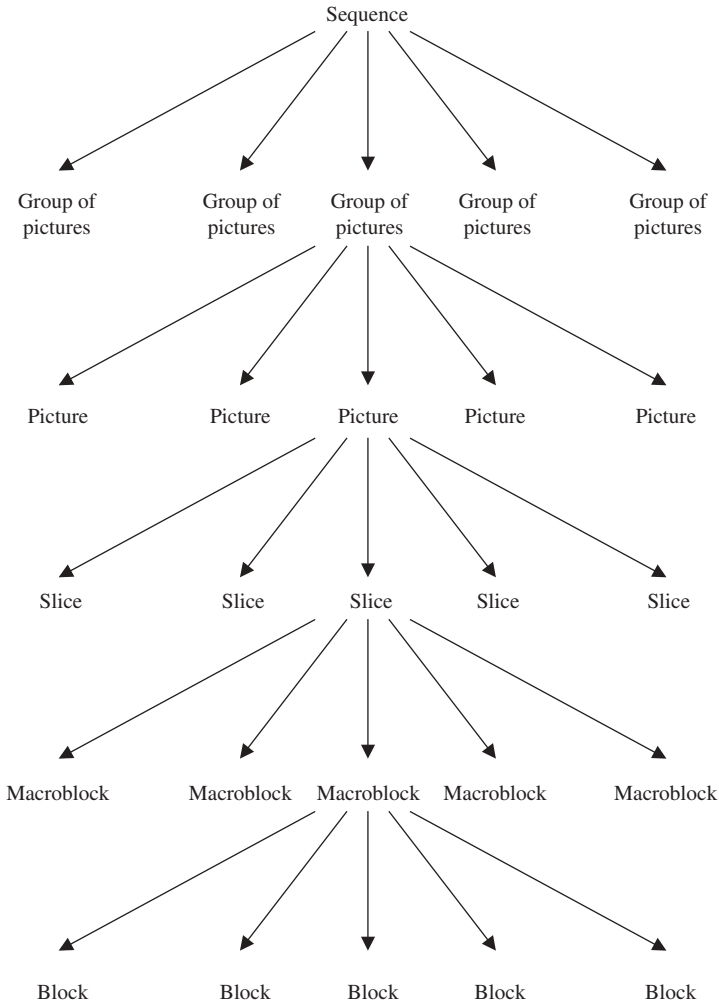 Sequence
Group of Group of Group of Group of Group of
pictures pictures pictures pictures pictures
Picture Picture Picture Picture Picture
Slice Slice Slice Slice Slice
Macroblock Macroblock Macroblock Macroblock Macroblock
Block Block Block Block Block